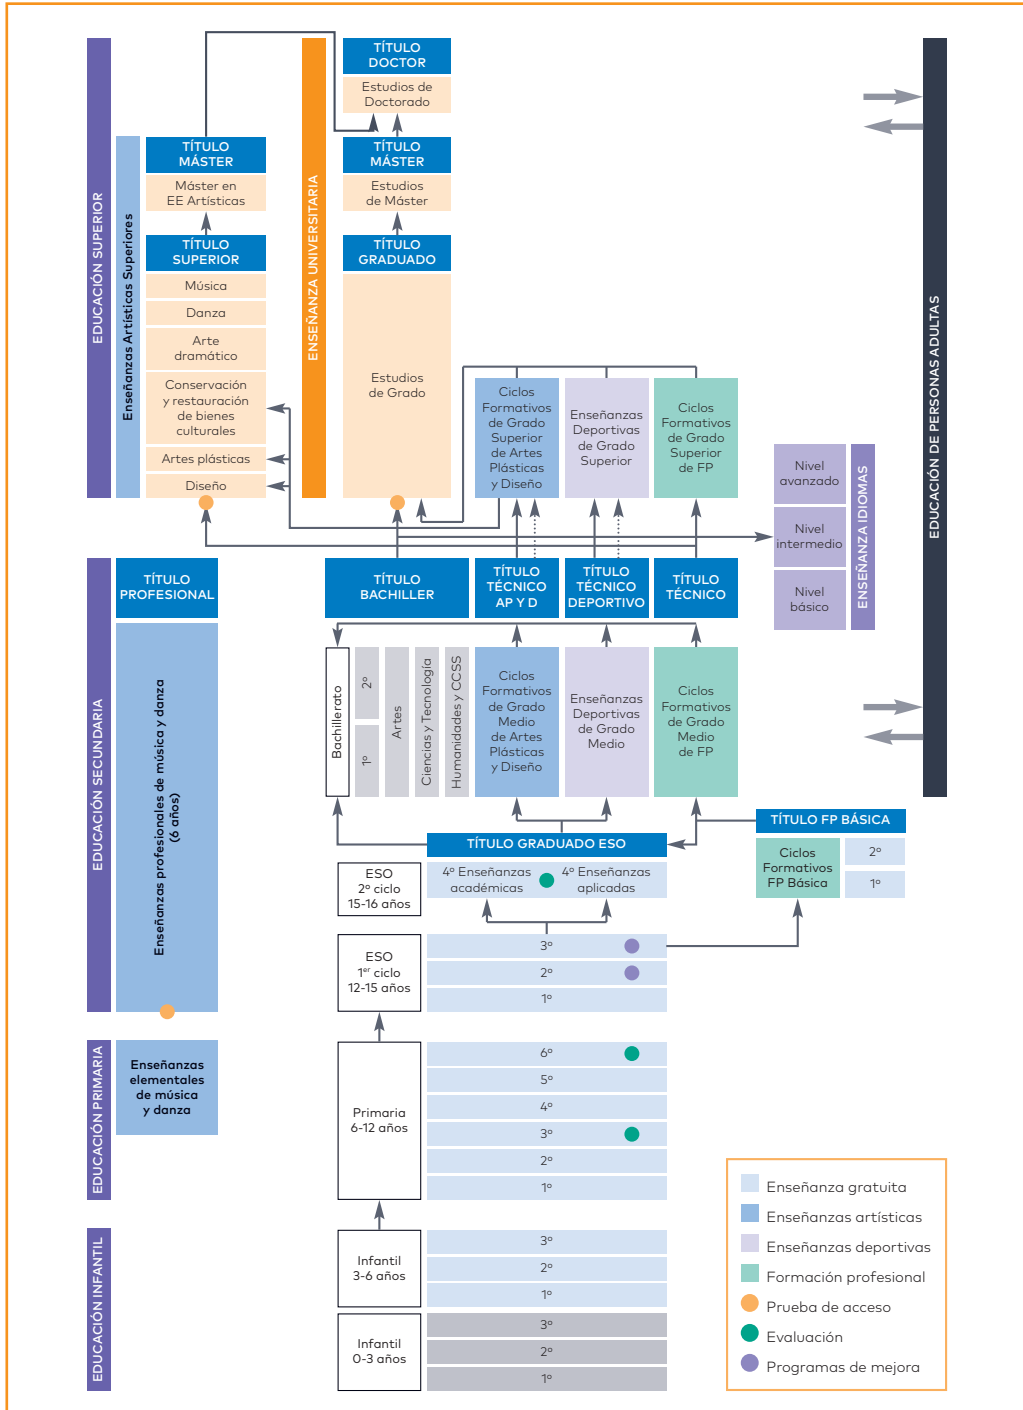 EDUCACIÓN SUPERIOR
Enseñanzas Artísticas Superiores
TÍTULO
MÁSTER
Máster en
EE Artísticas
TÍTULO
SUPERIOR
Música
Danza
Arte
dramático
Conservación
y restauración
de bienes
culturales
Artes plásticas
Diseño
ENSEÑANZA UNIVERSITARIA
TÍTULO
DOCTOR
Estudios de
Doctorado
TÍTULO
MÁSTER
Estudios
de Máster
TÍTULO
GRADUADO
Estudios
de Grado
Ciclos
Formativos
de Grado
Superior
de Artes
Plásticas
y Diseño
Enseñanzas
Deportivas
de Grado
Superior
Ciclos
Formativos
de Grado
Superior
de FP
Nivel
avanzado
Nivel
intermedio
Nivel
básico
ENSEÑANZA IDIOMAS
EDUCACIÓN DE PERSONAS ADULTAS
EDUCACIÓN SECUNDARIA
TÍTULO
PROFESIONAL
Enseñanzas profesionales de música y danza
(6 años)
TÍTULO
BACHILLER
TÍTULO
TÉCNICO
AP Y D
TÍTULO
TÉCNICO
DEPORTIVO
TÍTULO
TÉCNICO
Bachillerato
2º
1º
Artes
Ciencias y Tecnología
Humanidades y CCSS
Ciclos
Formativos
de Grado
Medio
de Artes
Plásticas
y Diseño
Enseñanzas
Deportivas
de Grado
Medio
Ciclos
Formativos
de Grado
Medio
de FP
TÍTULO GRADUADO ESO
TÍTULO FP BÁSICA
Ciclos
Formativos
FP Básica
2º
1º
ESO
2º ciclo
15-16 años
4º Enseñanzas
académicas
4º Enseñanzas
aplicadas
ESO
1er ciclo
12-15 años
3º
2º
1º
EDUCACIÓN PRIMARIA
Enseñanzas
elementales
de música
y danza
Primaria
6-12 años
6º
5º
4º
3º
2º
1º
EDUCACIÓN INFANTIL
Infantil
3-6 años
3º
2º
1º
Infantil
0-3 años
3º
2º
1º
Enseñanza gratuita
Enseñanzas artísticas
Enseñanzas deportivas
Formación profesional
Prueba de acceso
Evaluación
Programas de mejora